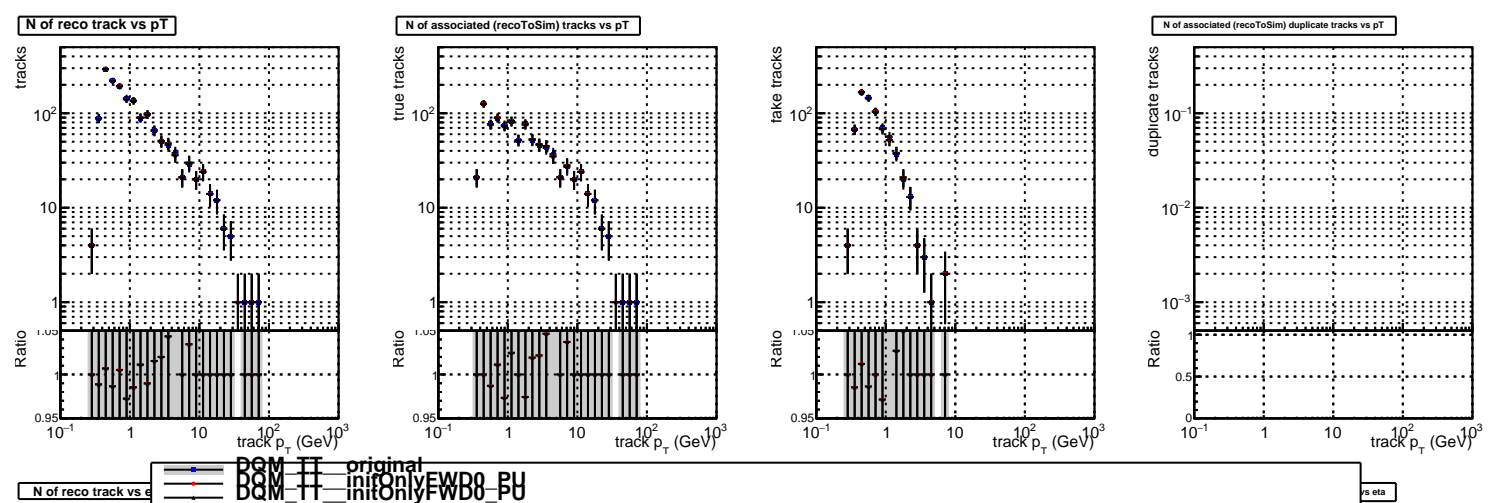 N of reco track vs pT
N of associated (recoToSim) tracks vs pT
N of associated (recoToSim) duplicate tracks vs pT
tracks
10²
10
1
Ratio
1.05
1
0.95
10⁻¹ 1 10 10² 10³
track p_T (GeV)
true tracks
10²
10
1
Ratio
1.05
1
0.95
10⁻¹ 1 10 10² 10³
track p_T (GeV)
fake tracks
10²
10
1
Ratio
1.05
1
0.95
10⁻¹ 1 10 10² 10³
track p_T (GeV)
duplicate tracks
10⁻¹
10⁻²
10⁻³
Ratio
1
0.5
0
10⁻¹ 1 10 10² 10³
track p_T (GeV)
DQM_TT__original
DQM_TT__initOnlyFWD0_PU
DQM_TT__initOnlyFWD0_PU
N of reco track vs e
vs eta